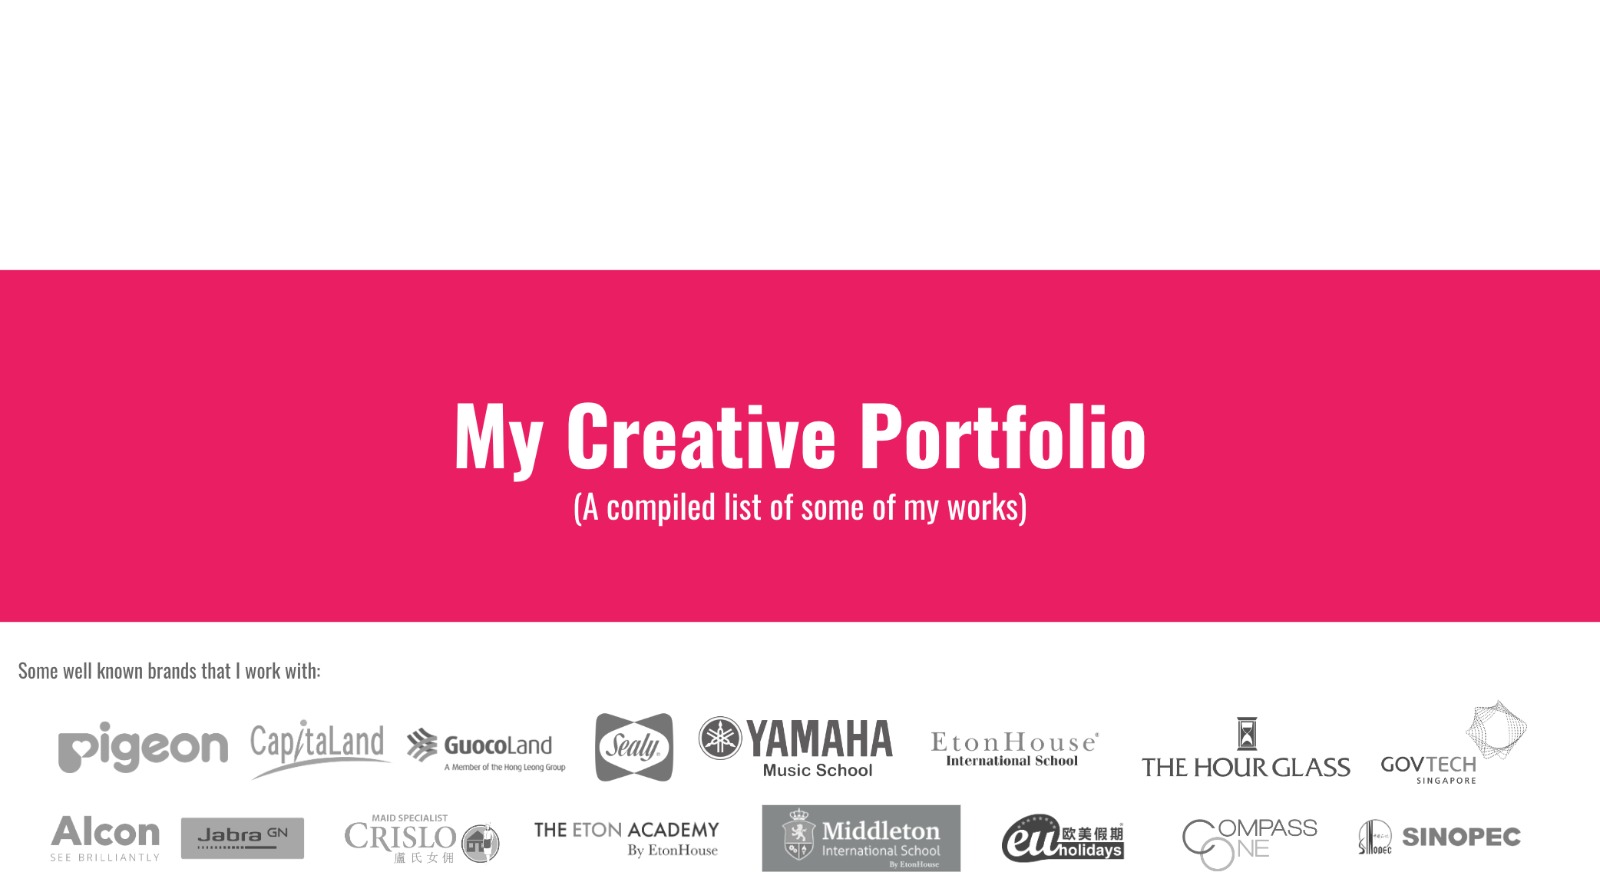 My Creative Portfolio
(A compiled list of some of my works)
Some well known brands that I work with:
pigeon
CapitaLand
GuocoLand
A Member of the Hong Leong Group
Sealy
YAMAHA
Music School
EtonHouse
International School
THE HOUR GLASS
GOVTECH
SINGAPORE
Alcon
SEE BRILLIANTLY
Jabra GN
MAID SPECIALIST
CRISLO
盧氏女佣
THE ETON ACADEMY
By EtonHouse
Middleton
International School
By EtonHouse
eu holidays
欧美假期
COMPASS
ONE
SINOPEC
SINOPEC